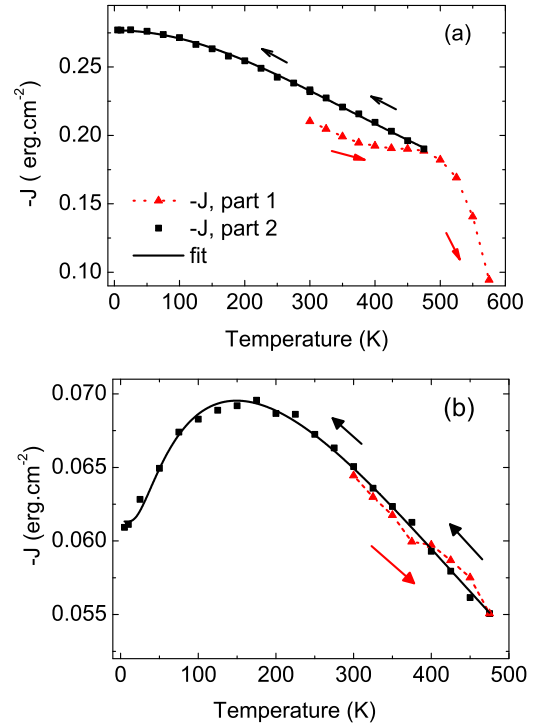 (a)
0.25
0.20
0.15
0.10
-J ( erg.cm-2)
-J, part 1
-J, part 2
fit
0 100 200 300 400 500 600
Temperature (K)
(b)
0.070
0.065
0.060
0.055
-J (erg.cm-2)
0 100 200 300 400 500
Temperature (K)